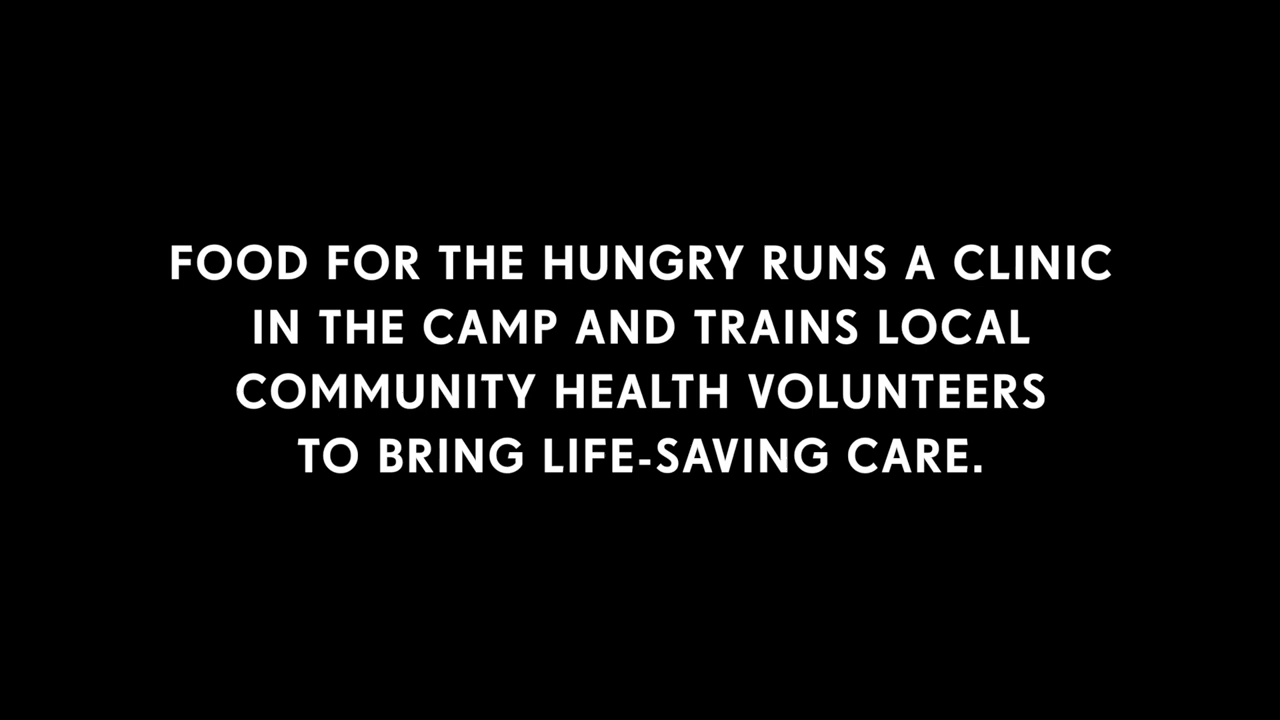 FOOD FOR THE HUNGRY RUNS A CLINIC
IN THE CAMP AND TRAINS LOCAL
COMMUNITY HEALTH VOLUNTEERS
TO BRING LIFE-SAVING CARE.